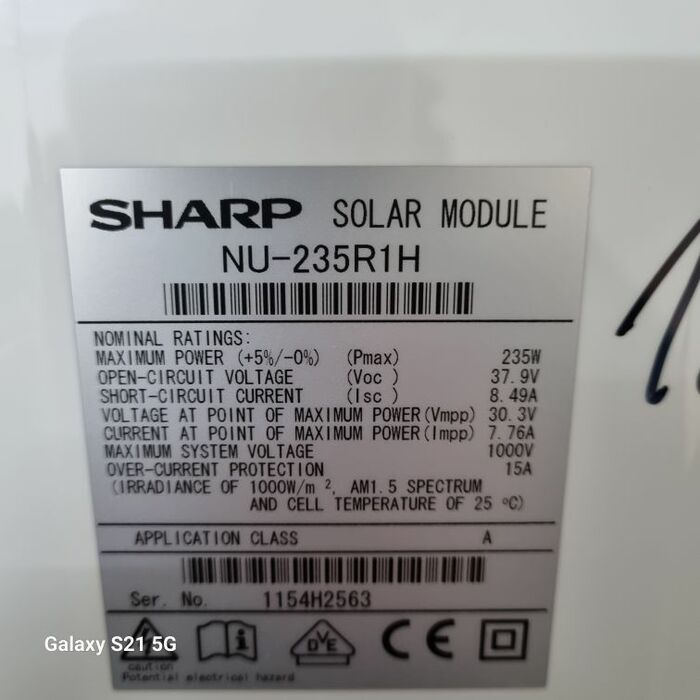 SHARP SOLAR MODULE
NU-235R1H
NOMINAL RATINGS:
MAXIMUM POWER (+5%/-0%) (Pmax) 235W
OPEN-CIRCUIT VOLTAGE (Voc ) 37.9V
SHORT-CIRCUIT CURRENT (Isc ) 8.49A
VOLTAGE AT POINT OF MAXIMUM POWER(Vmpp) 30.3V
CURRENT AT POINT OF MAXIMUM POWER(Impp) 7.76A
MAXIMUM SYSTEM VOLTAGE 1000V
OVER-CURRENT PROTECTION 15A
(IRRADIANCE OF 1000W/m ², AM1.5 SPECTRUM
AND CELL TEMPERATURE OF 25 ºC)
APPLICATION CLASS A
Ser. No. 1154H2563
Galaxy S21 5G
i
DVE
CE
caution
Potential electrical hazard